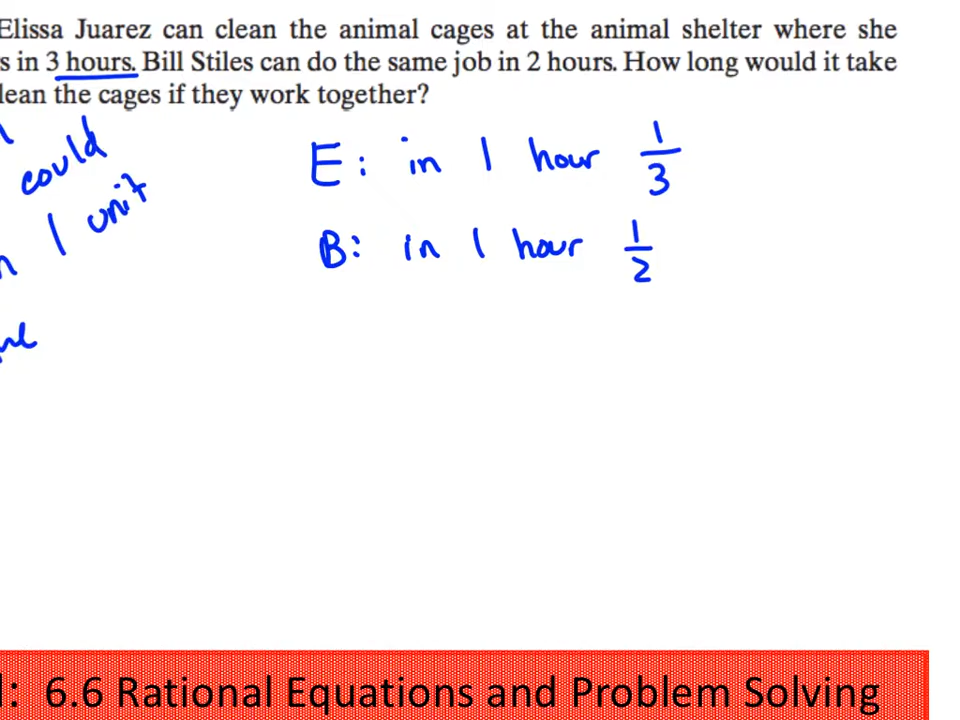 Elissa Juarez can clean the animal cages at the animal shelter where she
s in 3 hours. Bill Stiles can do the same job in 2 hours. How long would it take
lean the cages if they work together?
could
1 unit
E: in 1 hour 1/3
B: in 1 hour 1/2
: 6.6 Rational Equations and Problem Solving